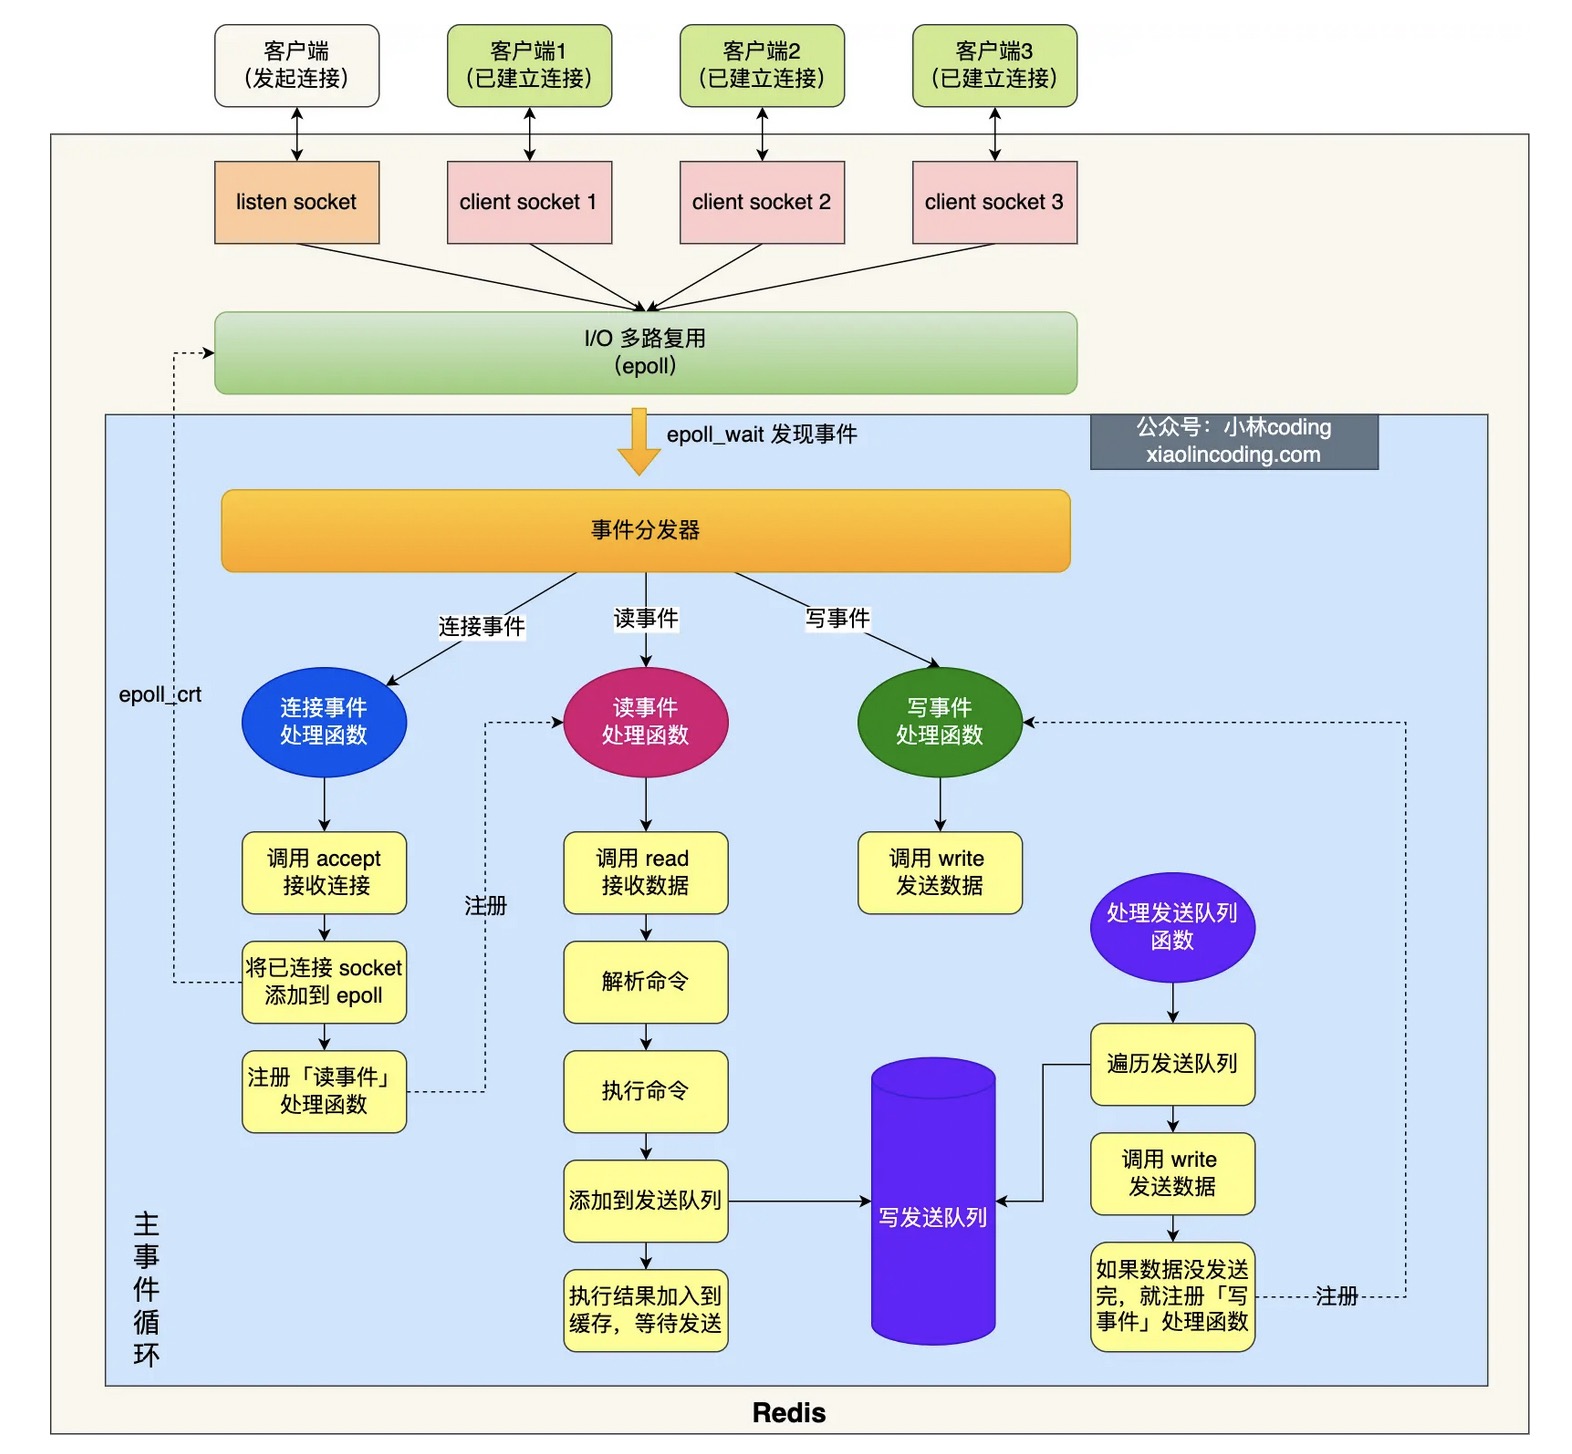 客户端
（发起连接）
客户端1
（已建立连接）
客户端2
（已建立连接）
客户端3
（已建立连接）
listen socket
client socket 1
client socket 2
client socket 3
I/O 多路复用
（epoll）
epoll_wait 发现事件
公众号：小林coding
xiaolincoding.com
事件分发器
连接事件
读事件
写事件
epoll_crt
连接事件
处理函数
读事件
处理函数
写事件
处理函数
调用 accept
接收连接
将已连接 socket
添加到 epoll
注册「读事件」
处理函数
注册
调用 read
接收数据
解析命令
执行命令
添加到发送队列
执行结果加入到
缓存，等待发送
调用 write
发送数据
写发送队列
处理发送队列
函数
遍历发送队列
调用 write
发送数据
如果数据没发送
完，就注册「写
事件」处理函数
注册
主
事
件
循
环
Redis